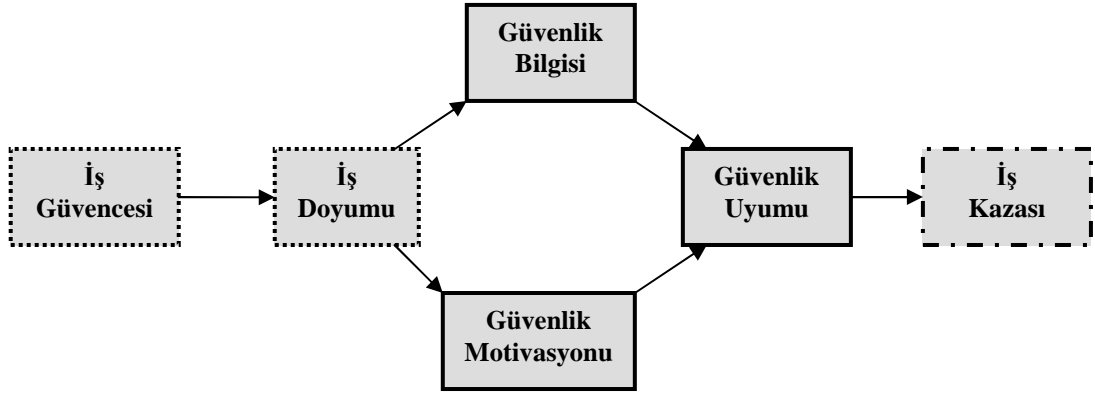 Güvenlik
Bilgisi
İş
Güvencesi
İş
Doyumu
Güvenlik
Uyumu
İş
Kazası
Güvenlik
Motivasyonu